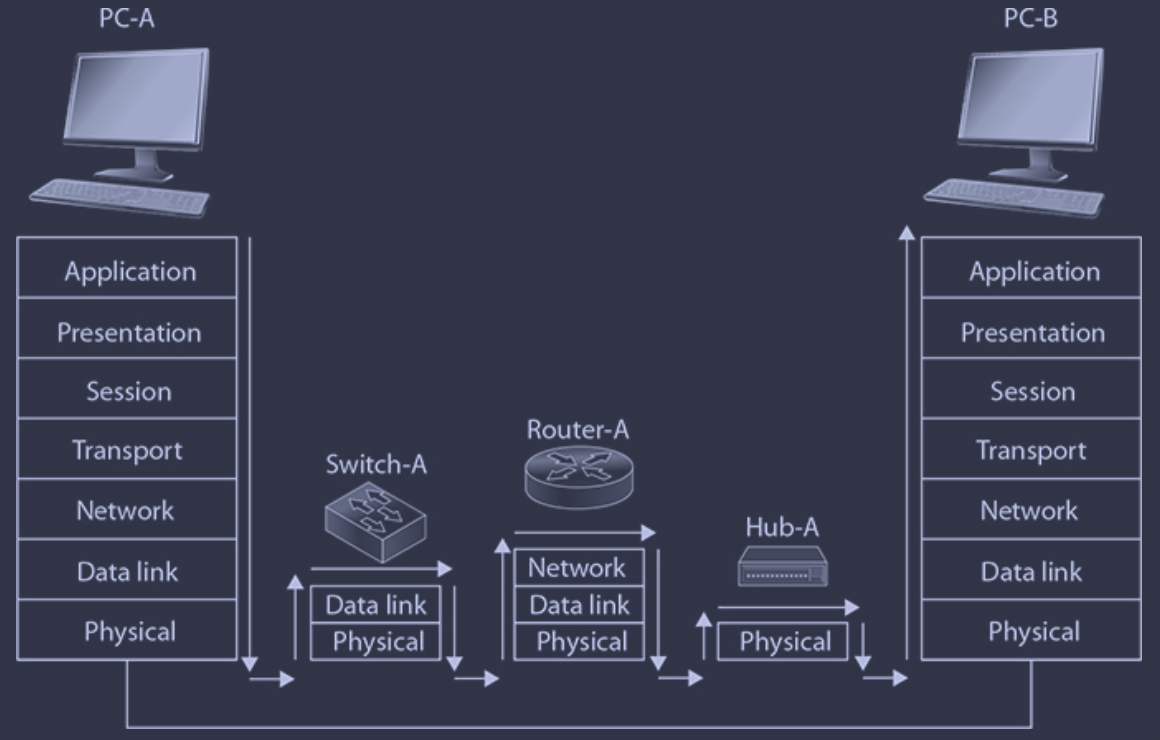 PC-A
PC-B
Application
Presentation
Session
Transport
Network
Data link
Physical
Switch-A
Data link
Physical
Router-A
Network
Data link
Physical
Hub-A
Physical
Application
Presentation
Session
Transport
Network
Data link
Physical